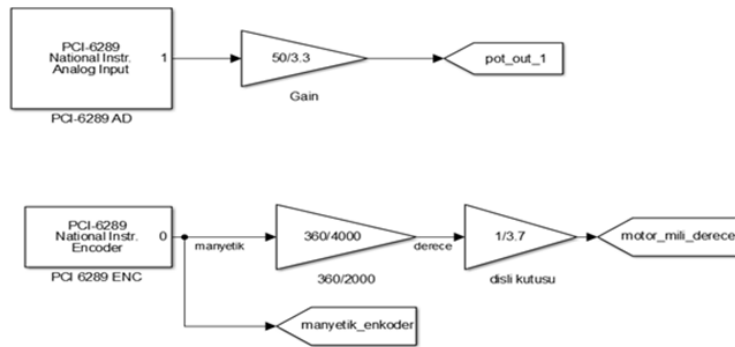 PCI-6289
National Instr.
Analog Input
1
PCI-6289 AD
50/3.3
Gain
pot_out_1
PCI-6289
National Instr.
Encoder
0
PCI 6289 ENC
manyetik
360/4000
360/2000
derece
1/3.7
disli kutusu
motor_mili_derece
manyetik_enkoder